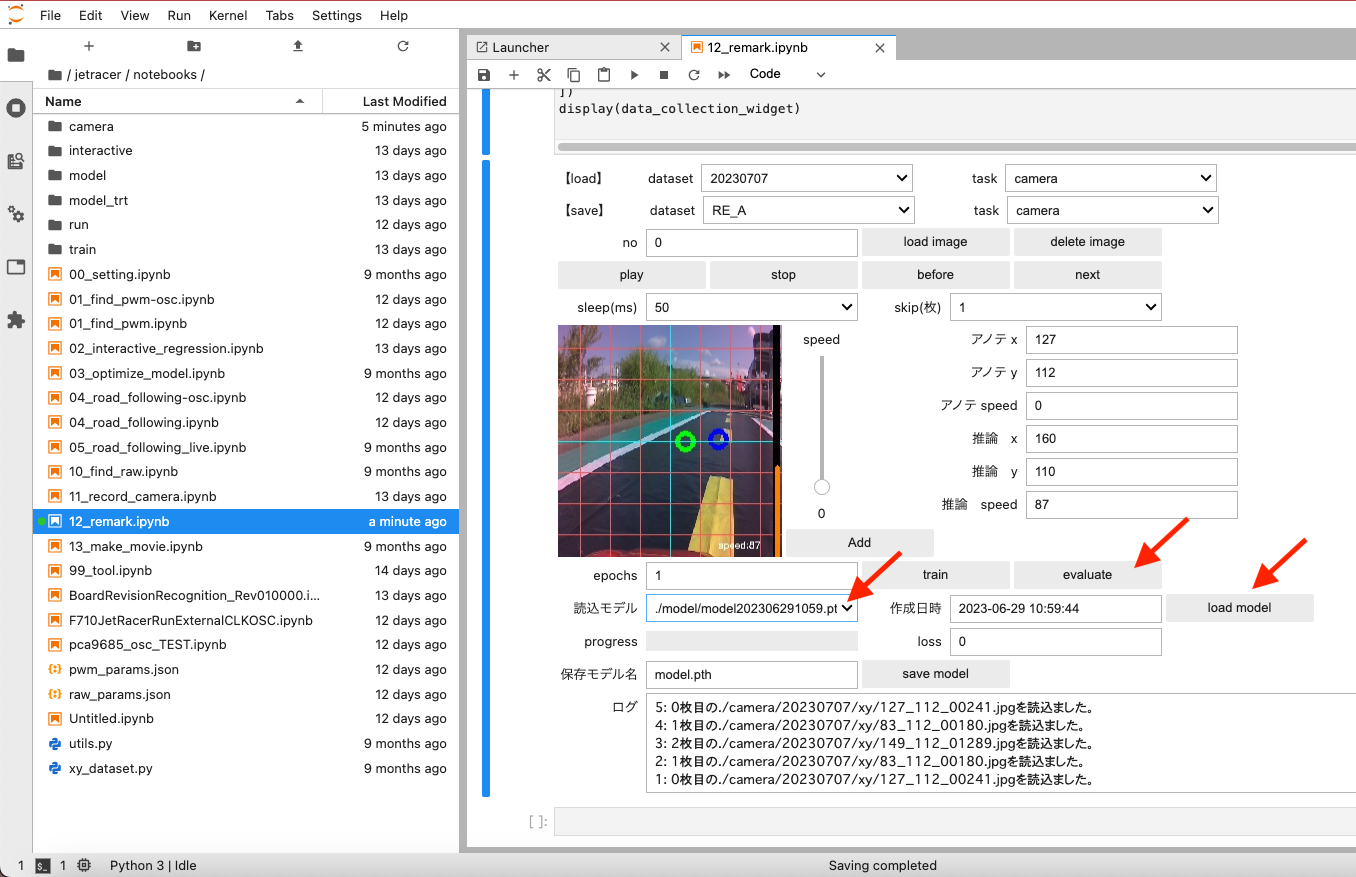 File Edit View Run Kernel Tabs Settings Help
/ jetracer / notebooks /
Name Last Modified
camera 5 minutes ago
interactive 13 days ago
model 13 days ago
model_trt 13 days ago
run 12 days ago
train 13 days ago
00_setting.ipynb 9 months ago
01_find_pwm-osc.ipynb 12 days ago
01_find_pwm.ipynb 12 days ago
02_interactive_regression.ipynb 13 days ago
03_optimize_model.ipynb 9 months ago
04_road_following-osc.ipynb 12 days ago
04_road_following.ipynb 12 days ago
05_road_following_live.ipynb 9 months ago
10_find_raw.ipynb 12 days ago
11_record_camera.ipynb 13 days ago
12_remark.ipynb a minute ago
13_make_movie.ipynb 9 months ago
99_tool.ipynb 14 days ago
BoardRevisionRecognition_Rev010000.i... 12 days ago
F710JetRacerRunExternalCLKOSC.ipynb 12 days ago
pca9685_osc_TEST.ipynb 12 days ago
pwm_params.json 12 days ago
raw_params.json 12 days ago
Untitled.ipynb 12 days ago
utils.py 9 months ago
xy_dataset.py 9 months ago
Launcher 12_remark.ipynb
Code
])
display(data_collection_widget)
【load】 dataset 20230707 task camera
【save】 dataset RE_A task camera
no 0 load image delete image
play stop before next
sleep(ms) 50 skip(枚) 1
speed
0
speed:87
アノテ x 127
アノテ y 112
アノテ speed 0
推論 x 160
推論 y 110
推論 speed 87
Add
epochs 1 train evaluate
読込モデル ./model/model202306291059.pt 作成日時 2023-06-29 10:59:44 load model
progress loss 0
保存モデル名 model.pth save model
ログ
5: 0枚目の./camera/20230707/xy/127_112_00241.jpgを読込ました。
4: 1枚目の./camera/20230707/xy/83_112_00180.jpgを読込ました。
3: 2枚目の./camera/20230707/xy/149_112_01289.jpgを読込ました。
2: 1枚目の./camera/20230707/xy/83_112_00180.jpgを読込ました。
1: 0枚目の./camera/20230707/xy/127_112_00241.jpgを読込ました。
[ ]:
1 $_ 1 Python 3 | Idle Saving completed